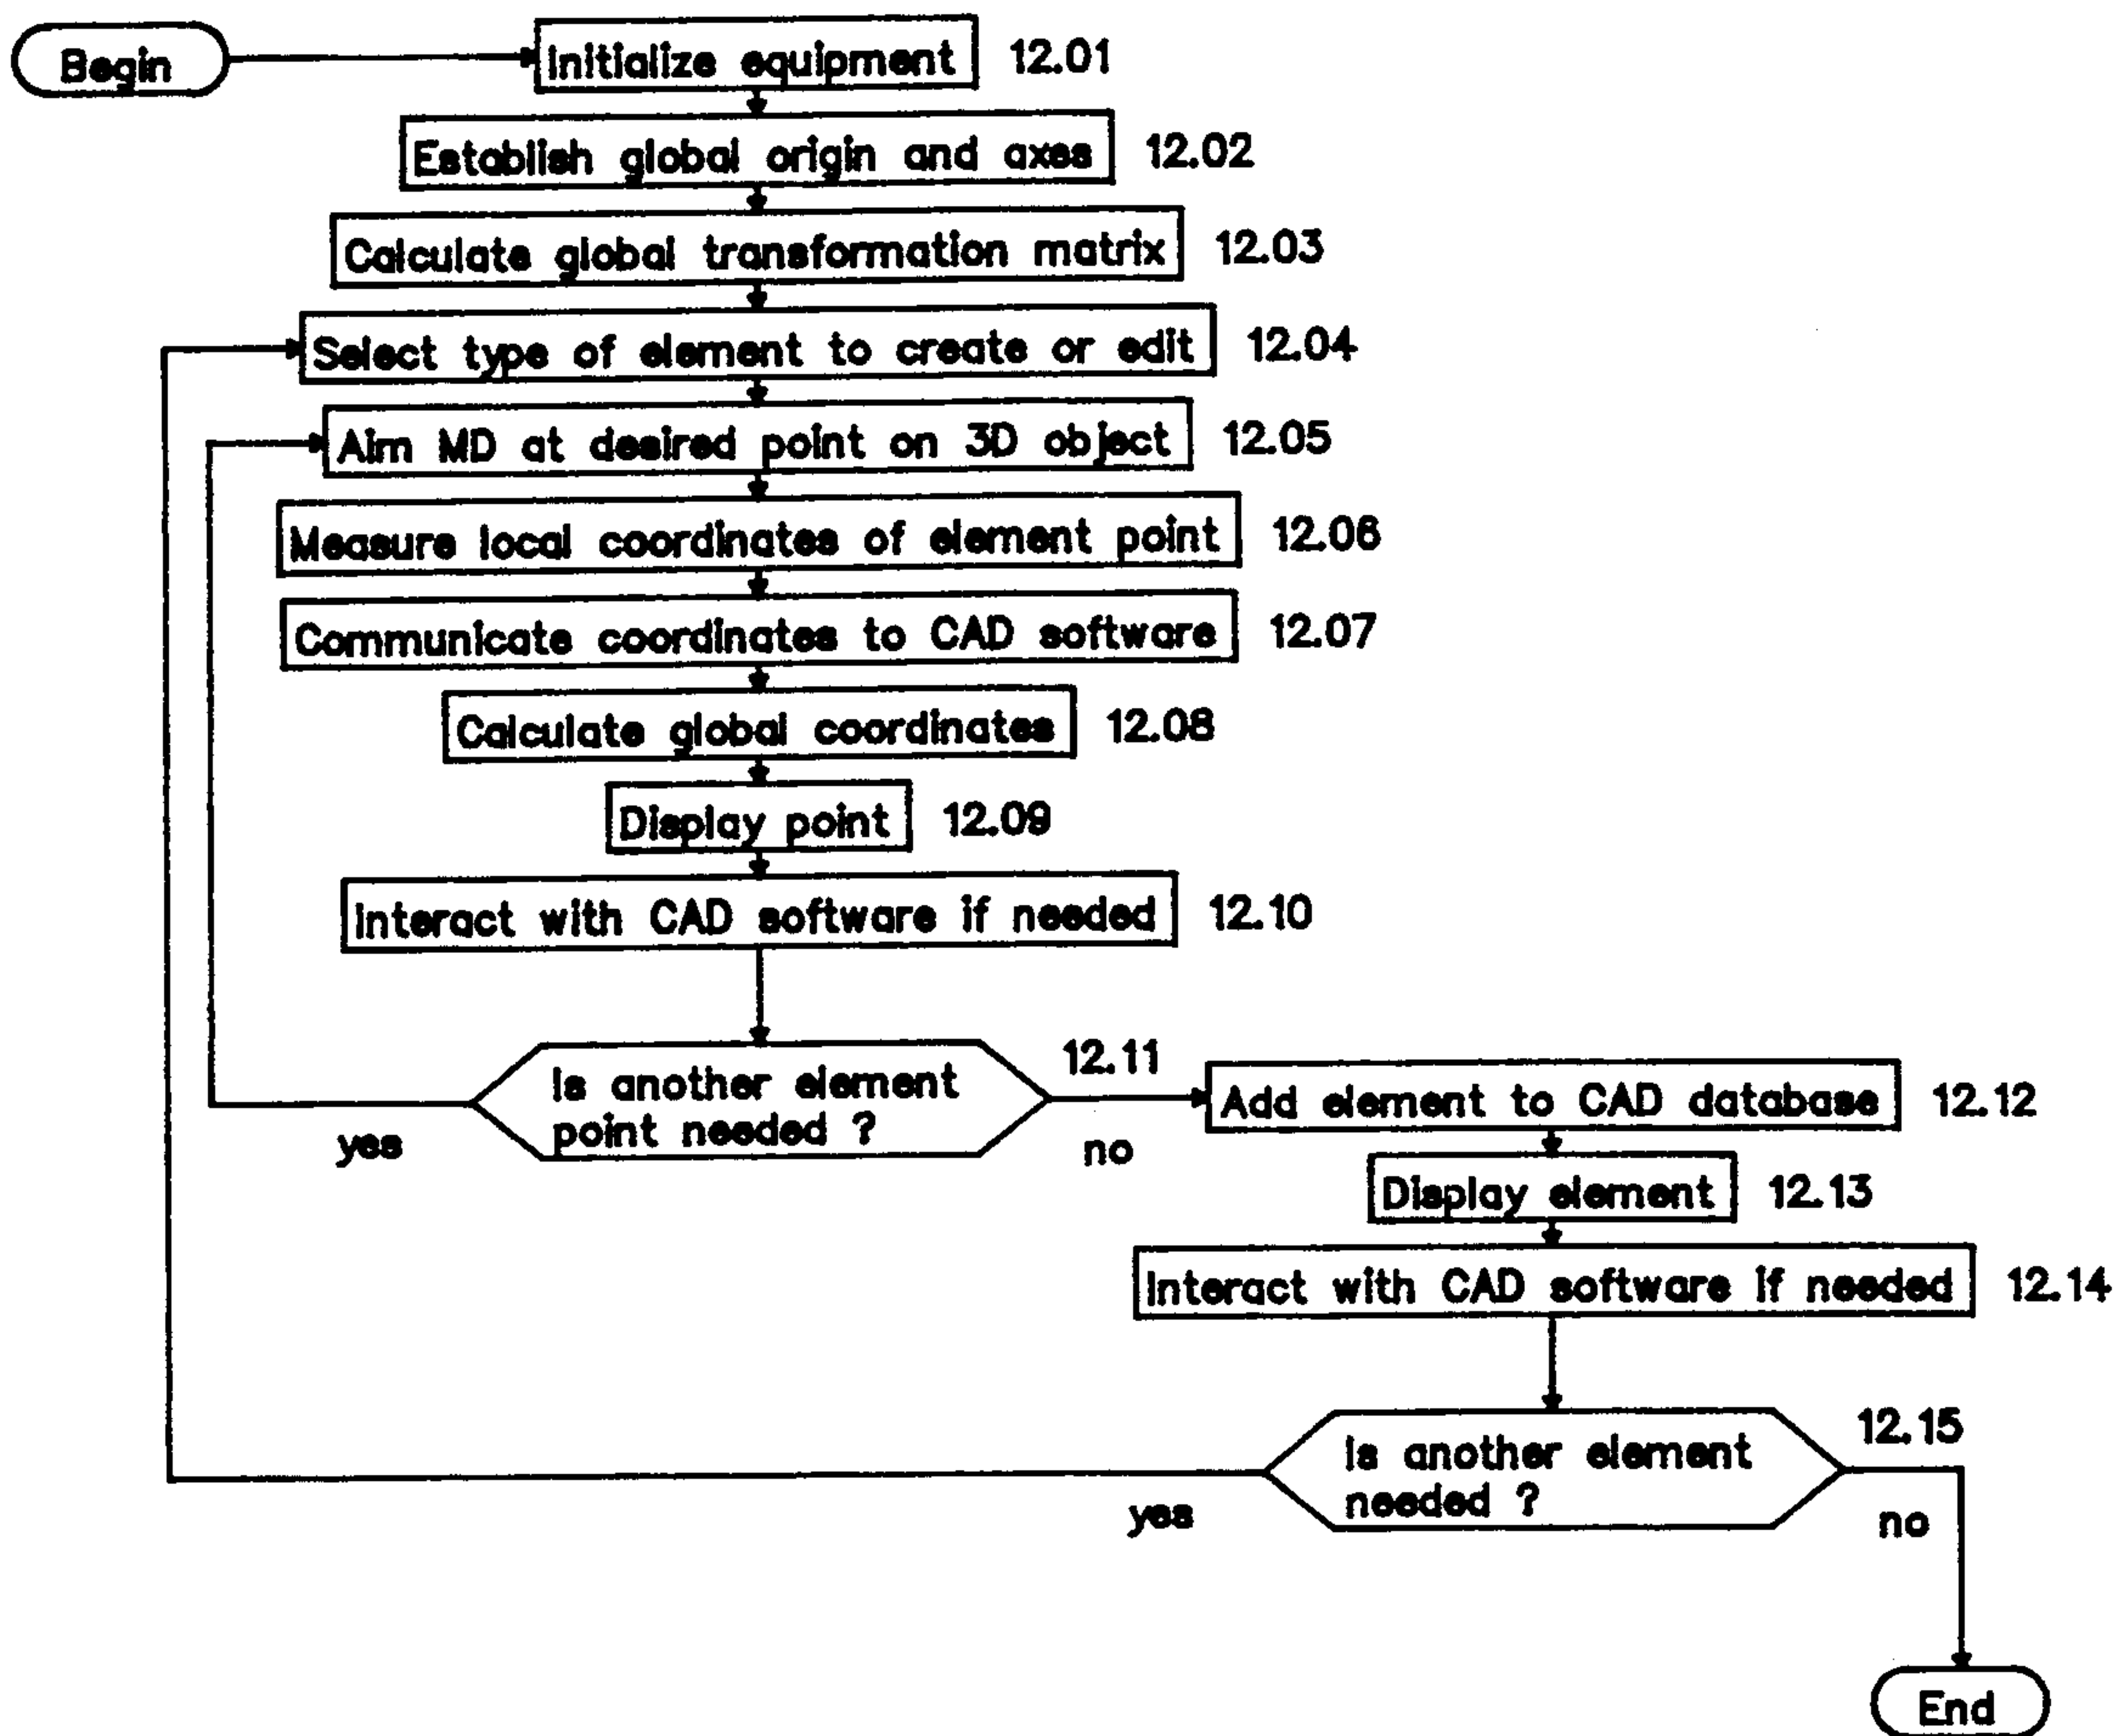 Begin
Initialize equipment 12.01
Establish global origin and axes 12.02
Calculate global transformation matrix 12.03
Select type of element to create or edit 12.04
Aim MD at desired point on 3D object 12.05
Measure local coordinates of element point 12.06
Communicate coordinates to CAD software 12.07
Calculate global coordinates 12.08
Display point 12.09
Interact with CAD software if needed 12.10
Is another element
point needed ?
12.11
yes
no
Add element to CAD database 12.12
Display element 12.13
Interact with CAD software if needed 12.14
Is another element
needed ?
12.15
yes
no
End